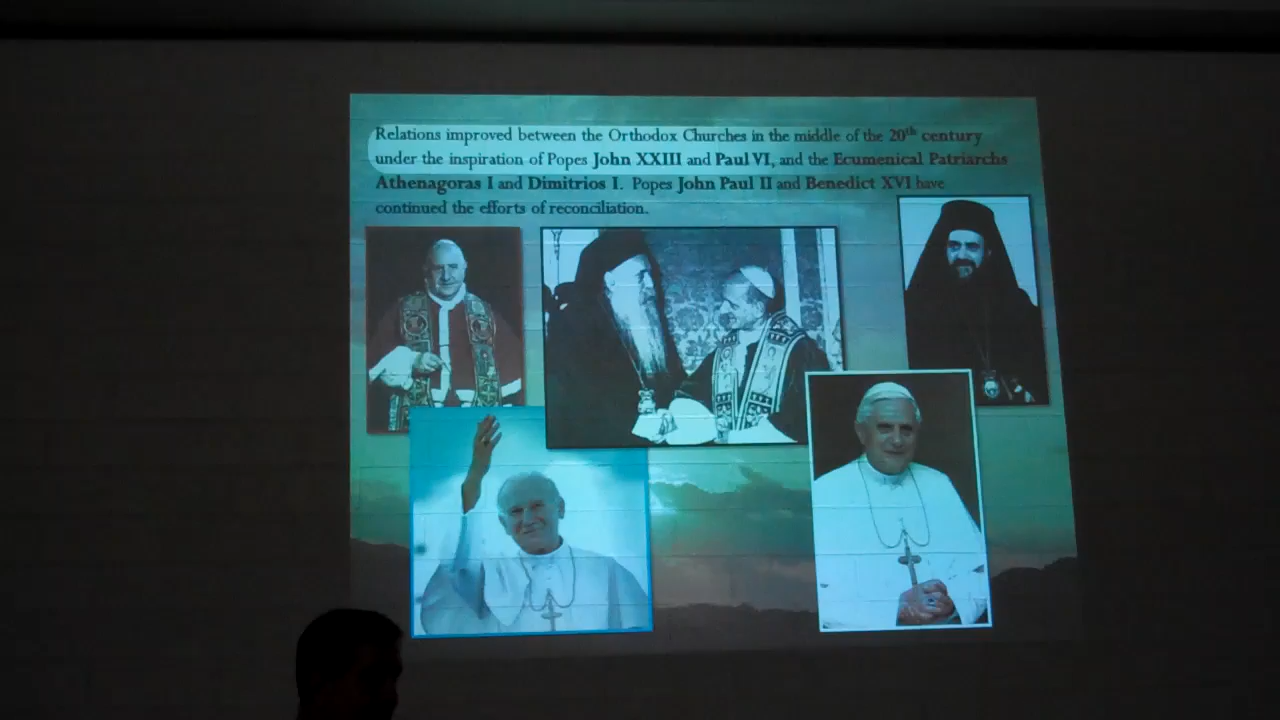 Relations improved between the Orthodox Churches in the middle of the 20th century
under the inspiration of Popes John XXIII and Paul VI, and the Ecumenical Patriarchs
Athenagoras I and Dimitrios I. Popes John Paul II and Benedict XVI have
continued the efforts of reconciliation.